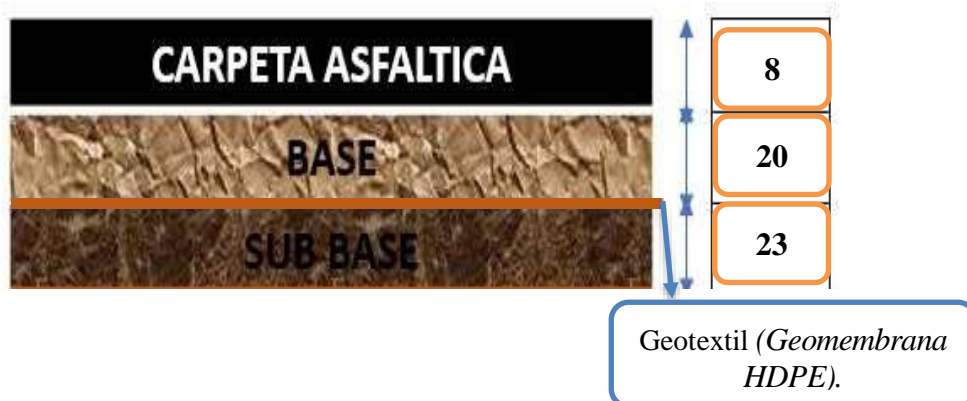 CARPETA ASFALTICA
8
BASE
20
SUB BASE
23
Geotextil (Geomembrana
HDPE).